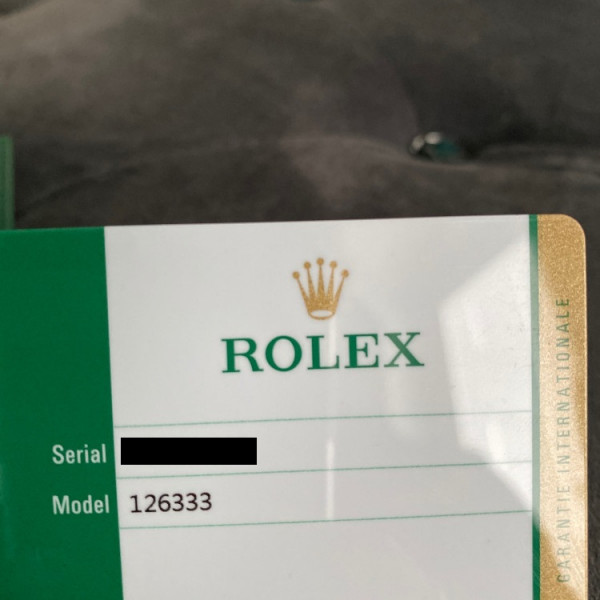 ROLEX
Serial
Model 126333
GARANTIE INTERNATIONALE